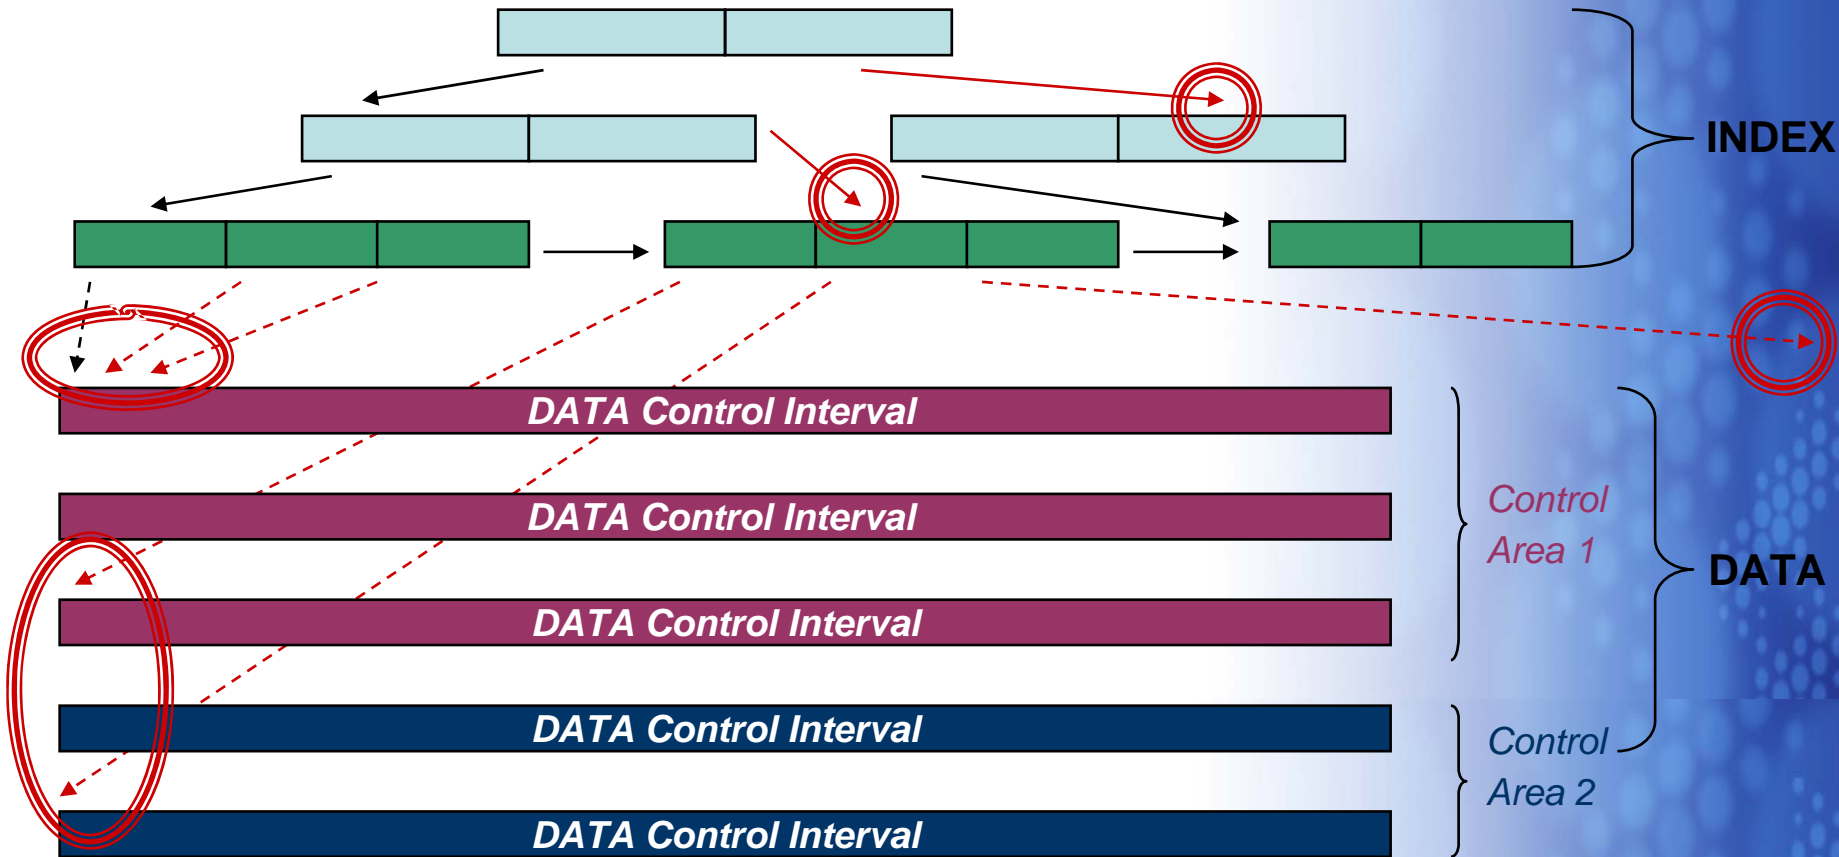 INDEX
DATA Control Interval
DATA Control Interval
Control
Area 1
DATA
DATA Control Interval
DATA Control Interval
Control
Area 2
DATA Control Interval